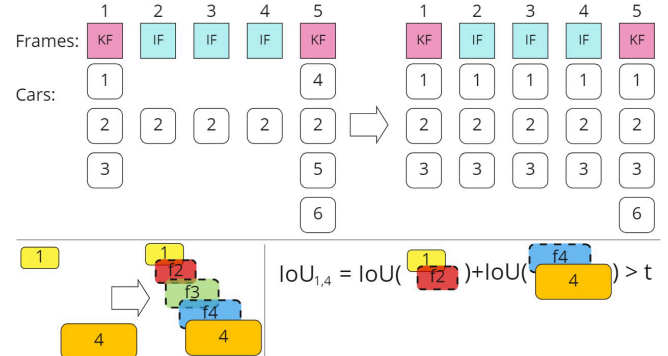 1 2 3 4 5 1 2 3 4 5
Frames: KF IF IF IF KF KF IF IF IF KF
1 4 1 1 1 1 1
Cars:
2 2 2 2 2 2 2 2 2 2
3 5 3 3 3 3 3
6 6
1 1 f2 f3 f4 4
4
IoU1,4 = IoU( 1 f2 )+IoU( f4 4 ) > t